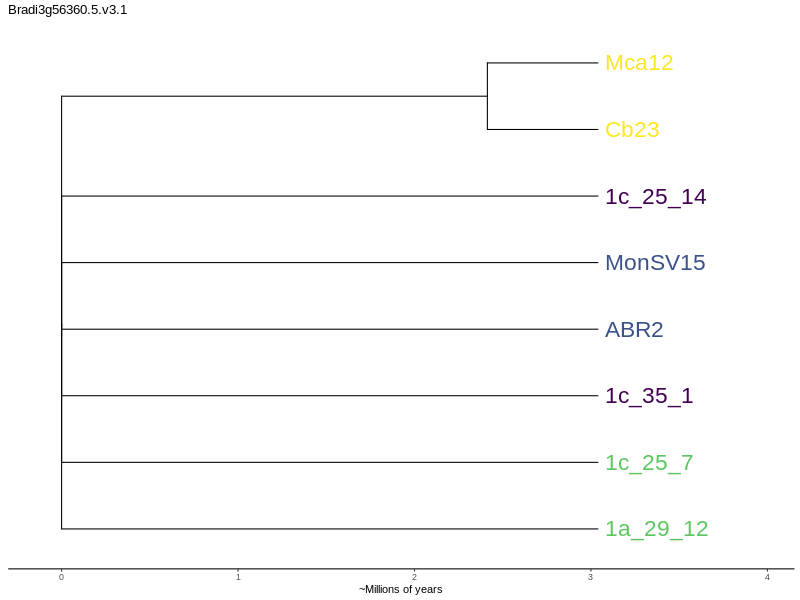 Bradi3g56360.5.v3.1
Mca12
Cb23
1c_25_14
MonSV15
ABR2
1c_35_1
1c_25_7
1a_29_12
0 1 2 3 4
~Millions of years